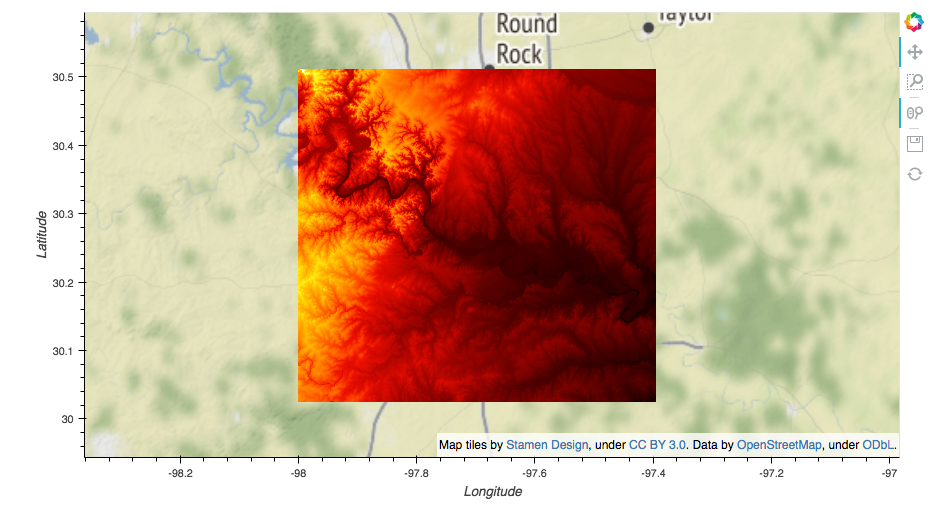 Round
Rock
Taylor
30.5
30.4
30.3
30.2
30.1
30
Latitude
Map tiles by Stamen Design, under CC BY 3.0. Data by OpenStreetMap, under ODbL.
-98.2
-98
-97.8
-97.6
-97.4
-97.2
-97
Longitude